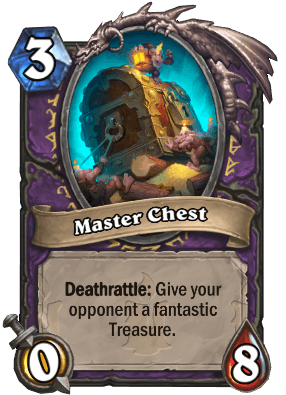 3
Master Chest
Deathrattle: Give your
opponent a fantastic
Treasure.
0
8